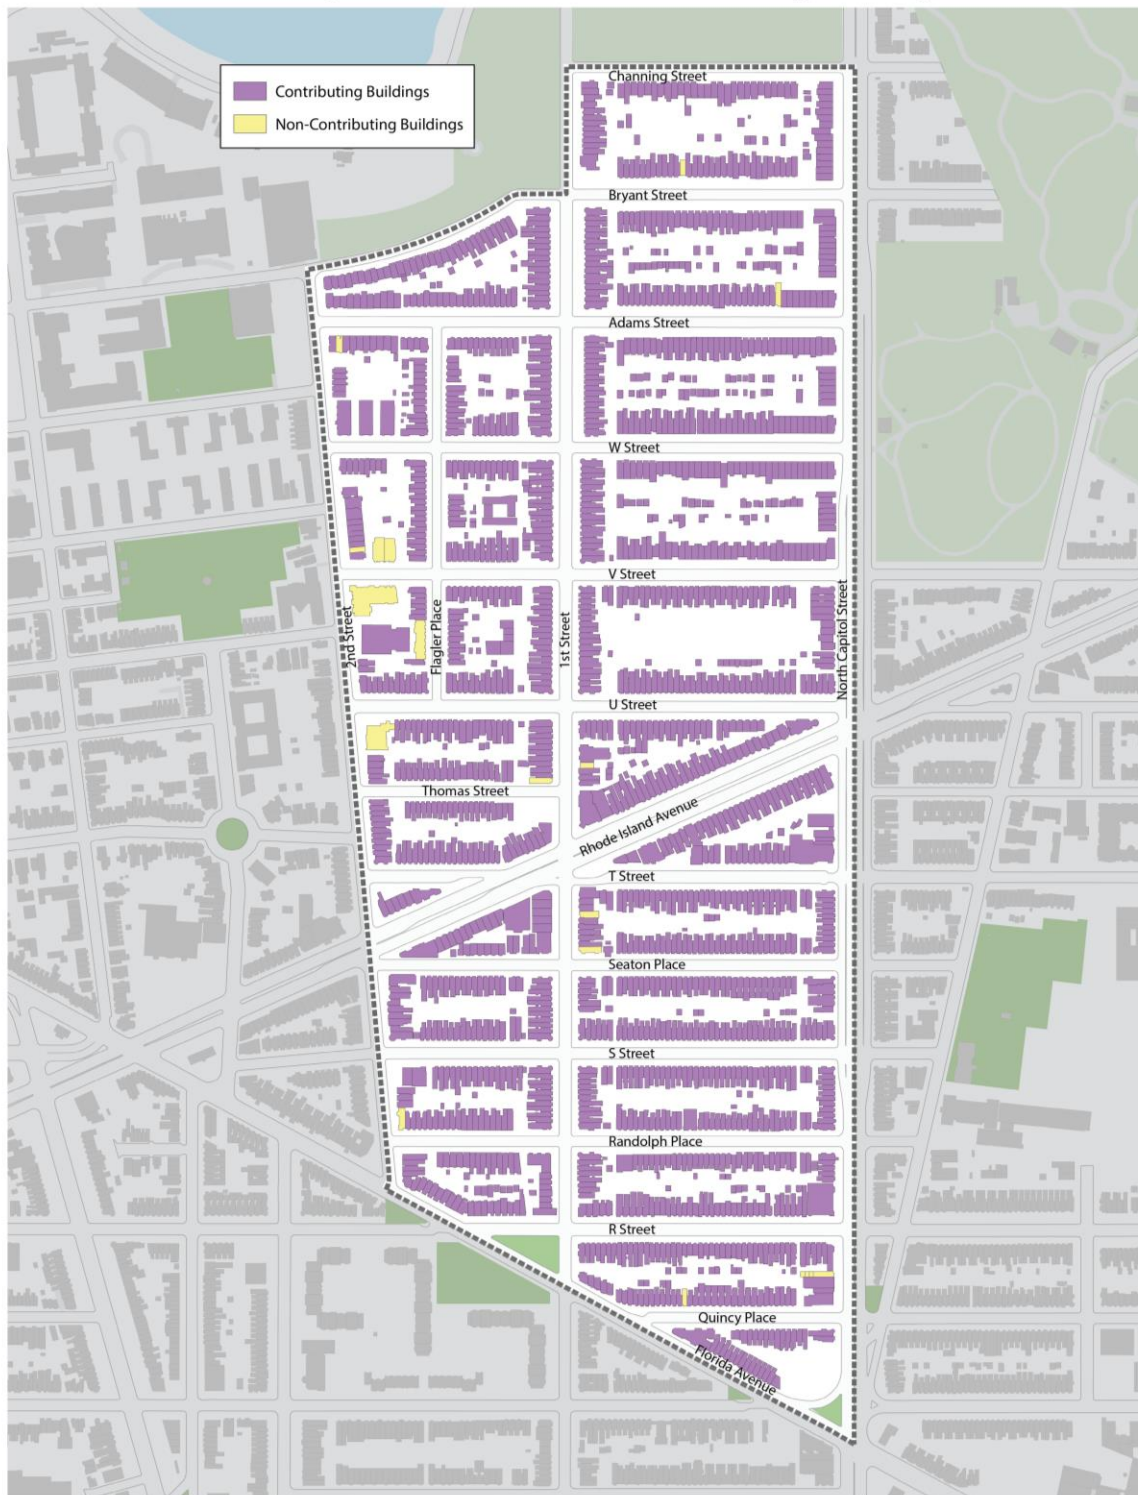 Channing Street
Contributing Buildings
Non-Contributing Buildings
Bryant Street
Adams Street
W Street
V Street
2nd Street
Flagler Place
1st Street
North Capitol Street
U Street
Thomas Street
Rhode Island Avenue
T Street
Seaton Place
S Street
Randolph Place
R Street
Quincy Place
Florida Avenue